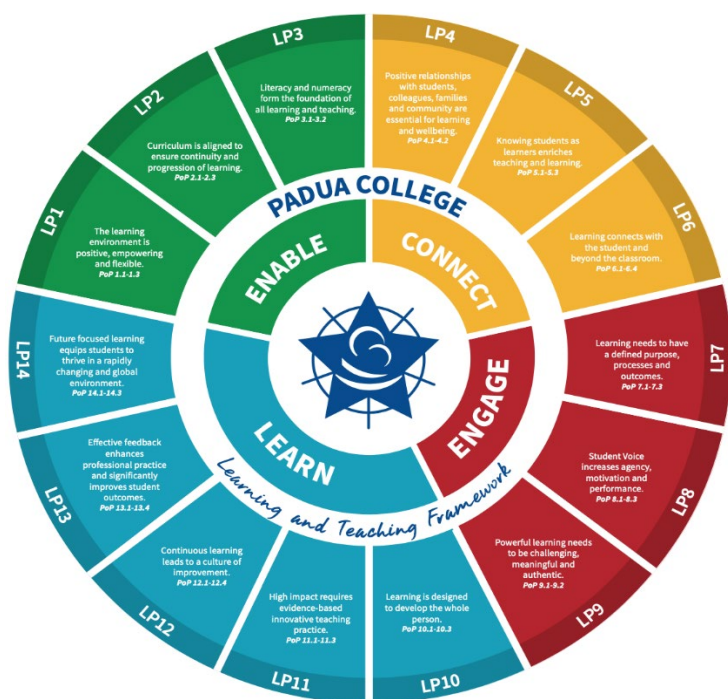 PADUA COLLEGE
ENABLE
CONNECT
ENGAGE
LEARN
Learning and Teaching Framework
LP1
The learning
environment is
positive, empowering
and flexible.
PoP 1.1-1.3
LP2
Curriculum is aligned to
ensure continuity and
progression of learning.
PoP 2.1-2.3
LP3
Literacy and numeracy
form the foundation of
all learning and teaching.
PoP 3.1-3.2
LP4
Positive relationships
with students,
colleagues, families
and community are
essential for learning
and wellbeing.
PoP 4.1-4.2
LP5
Knowing students as
learners enriches
teaching and learning.
PoP 5.1-5.3
LP6
Learning connects with
the student and
beyond the classroom.
PoP 6.1-6.4
LP7
Learning needs to have
a defined purpose,
processes and
outcomes.
PoP 7.1-7.3
LP8
Student Voice
increases agency,
motivation and
performance.
PoP 8.1-8.3
LP9
Powerful learning needs
to be challenging,
meaningful and
authentic.
PoP 9.1-9.2
LP10
Learning is designed
to develop the whole
person.
PoP 10.1-10.3
LP11
High impact requires
evidence-based
innovative teaching
practice.
PoP 11.1-11.3
LP12
Continuous learning
leads to a culture of
improvement.
PoP 12.1-12.4
LP13
Effective feedback
enhances
professional practice
and significantly
improves student
outcomes.
PoP 13.1-13.4
LP14
Future focused learning
equips students to
thrive in a rapidly
changing and global
environment.
PoP 14.1-14.3